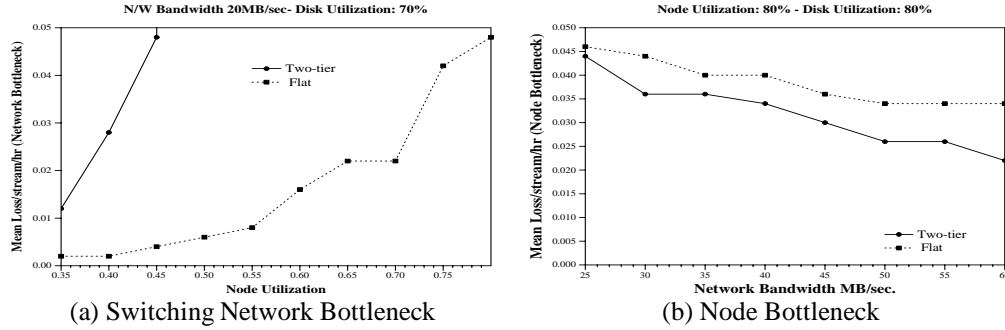 N/W Bandwidth 20MB/sec- Disk Utilization: 70%
Mean Loss/stream/hr (Network Bottleneck)
0.05
0.04
0.03
0.02
0.01
0.00
Two-tier
Flat
0.35 0.40 0.45 0.50 0.55 0.60 0.65 0.70 0.75
Node Utilization
(a) Switching Network Bottleneck
Node Utilization: 80% - Disk Utilization: 80%
Mean Loss/stream/hr (Node Bottleneck)
0.050
0.045
0.040
0.035
0.030
0.025
0.020
0.015
0.010
0.005
0.000
Two-tier
Flat
25 30 35 40 45 50 55 6
Network Bandwidth MB/sec.
(b) Node Bottleneck